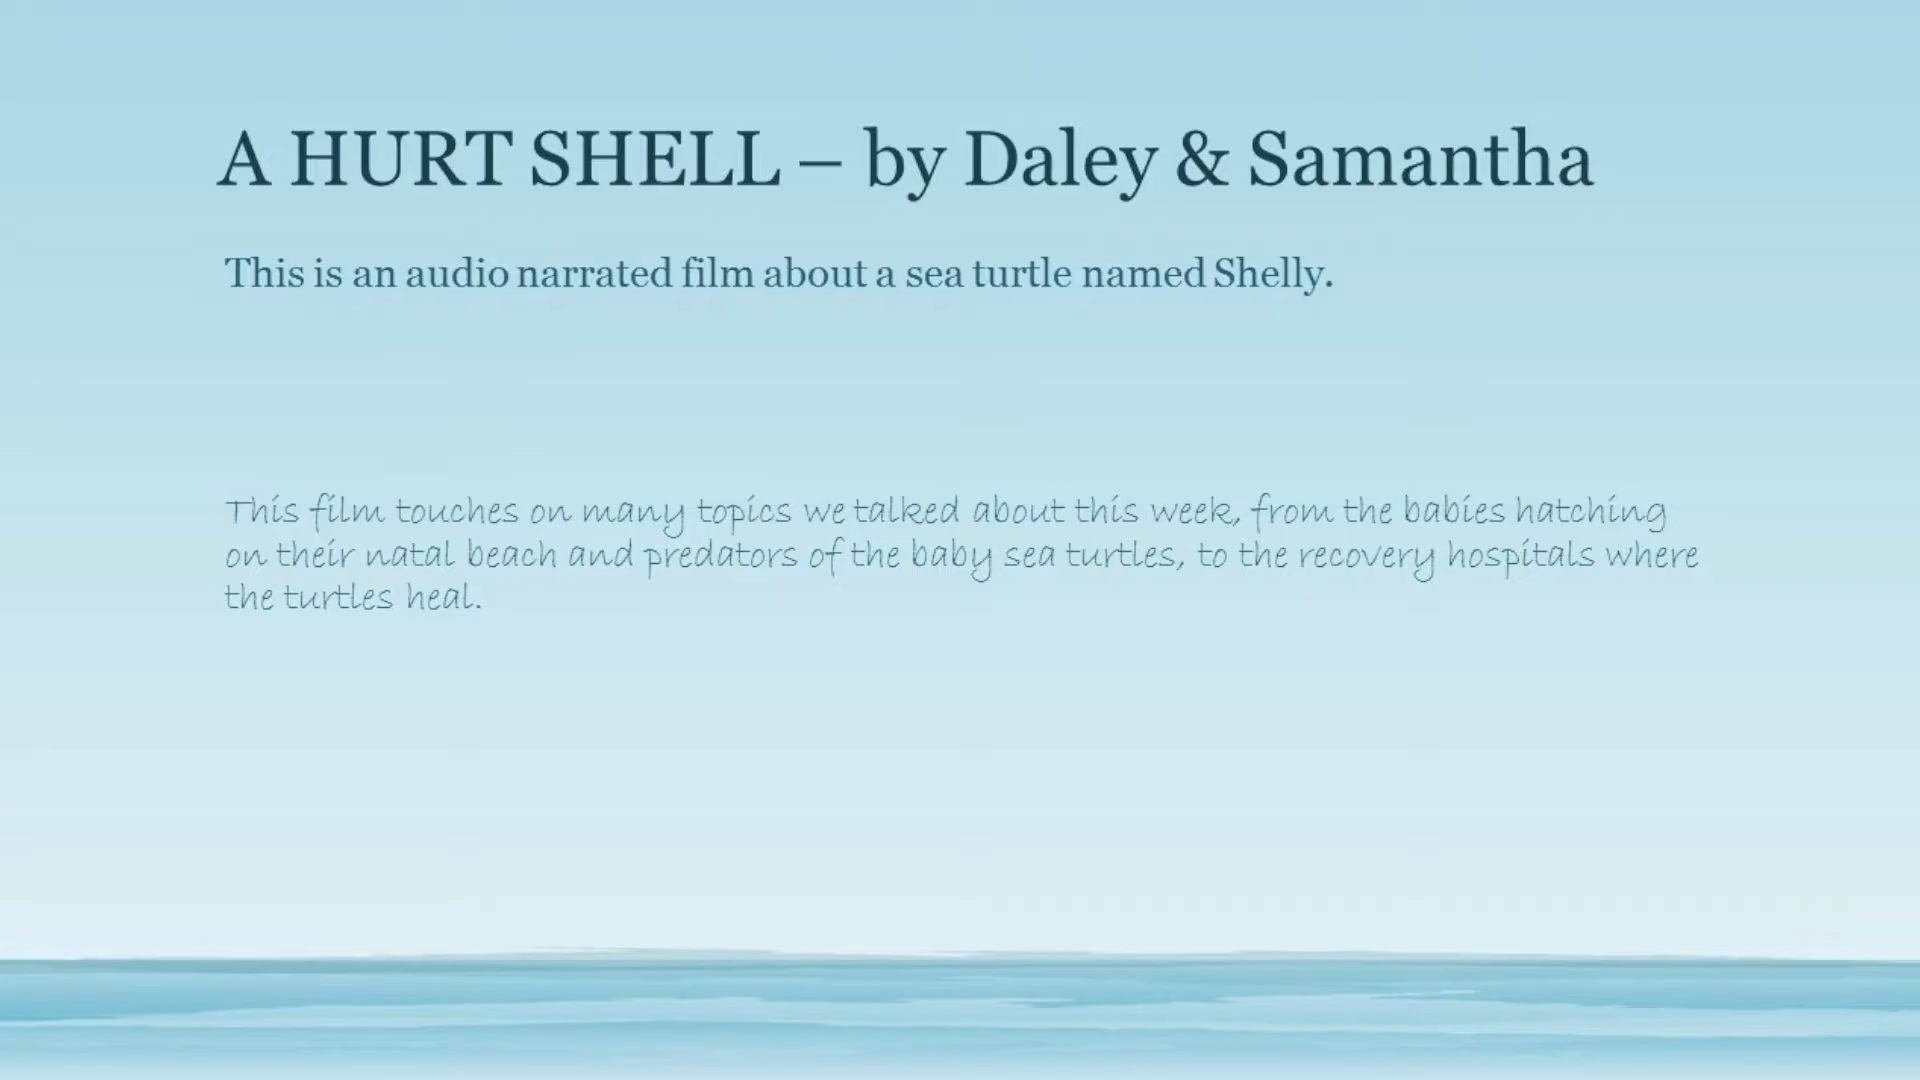 A HURT SHELL – by Daley & Samantha
This is an audio narrated film about a sea turtle named Shelly.
This film touches on many topics we talked about this week, from the babies hatching
on their natal beach and predators of the baby sea turtles, to the recovery hospitals where
the turtles heal.